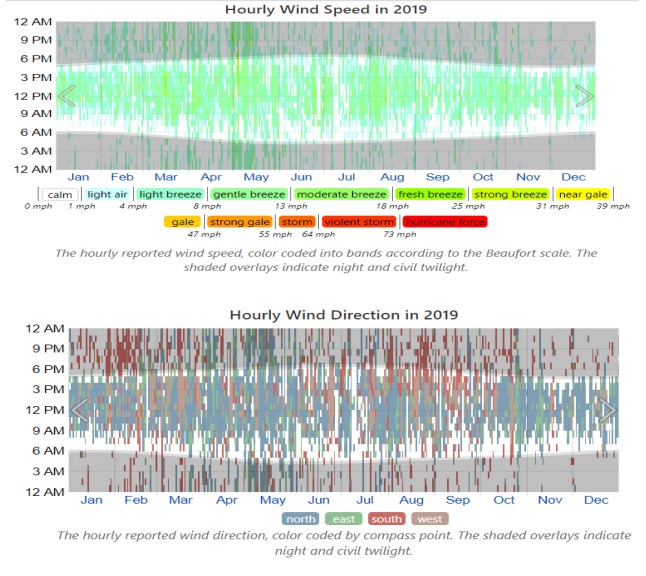 Hourly Wind Speed in 2019
12 AM
9 PM
6 PM
3 PM
12 PM
9 AM
6 AM
3 AM
12 AM
Jan Feb Mar Apr May Jun Jul Aug Sep Oct Nov Dec
calm light air light breeze gentle breeze moderate breeze fresh breeze strong breeze near gale
0 mph 1 mph 4 mph 8 mph 13 mph 18 mph 25 mph 31 mph 39 mph
gale strong gale storm violent storm hurricane force
47 mph 55 mph 64 mph 73 mph
The hourly reported wind speed, color coded into bands according to the Beaufort scale. The
shaded overlays indicate night and civil twilight.
Hourly Wind Direction in 2019
12 AM
9 PM
6 PM
3 PM
12 PM
9 AM
6 AM
3 AM
12 AM
Jan Feb Mar Apr May Jun Jul Aug Sep Oct Nov Dec
north east south west
The hourly reported wind direction, color coded by compass point. The shaded overlays indicate
night and civil twilight.